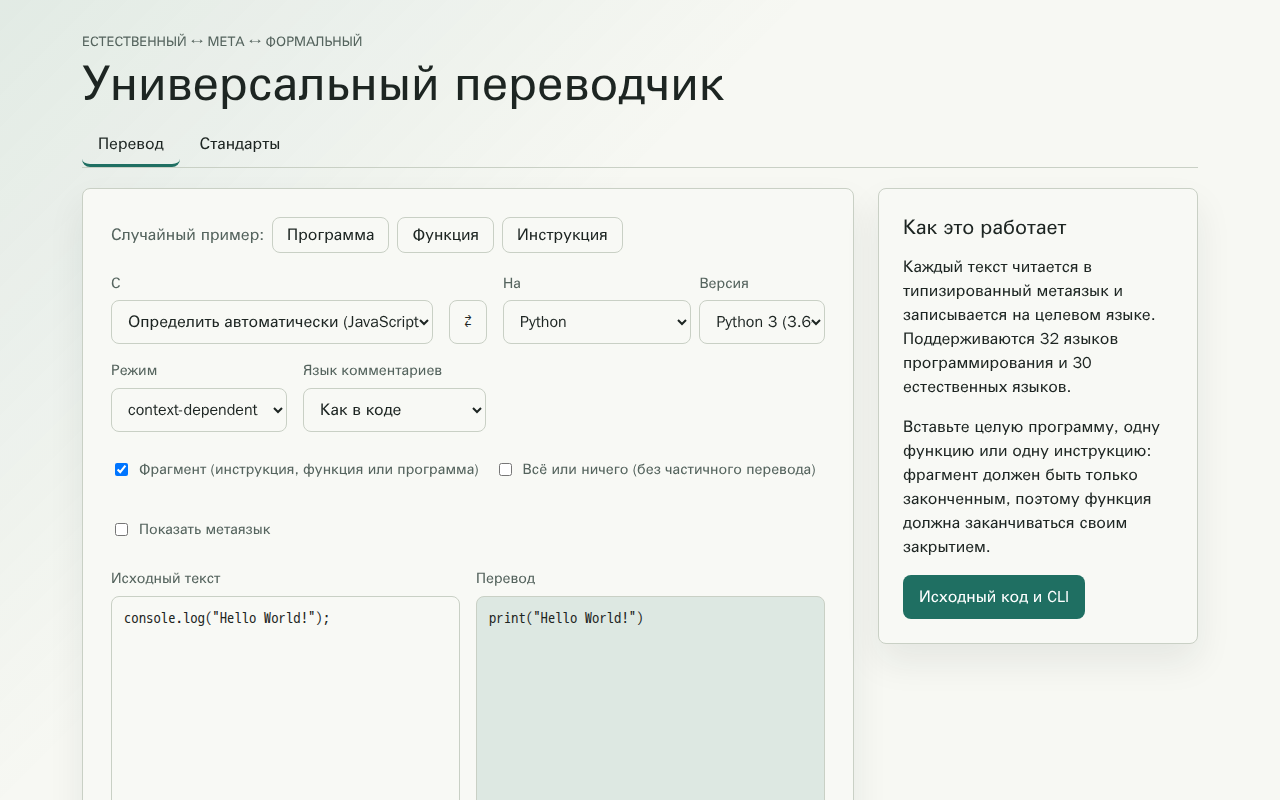 ЕСТЕСТВЕННЫЙ ↔ МЕТА ↔ ФОРМАЛЬНЫЙ
Универсальный переводчик
Перевод
Стандарты
Случайный пример:
Программа
Функция
Инструкция
С
На
Версия
Определить автоматически (JavaScript
Python
Python 3 (3.6
Режим
Язык комментариев
context-dependent
Как в коде
Фрагмент (инструкция, функция или программа)
Всё или ничего (без частичного перевода)
Показать метаязык
Исходный текст
Перевод
console.log("Hello World!");
print("Hello World!")
Как это работает
Каждый текст читается в
типизированный метаязык и
записывается на целевом языке.
Поддерживаются 32 языков
программирования и 30
естественных языков.
Вставьте целую программу, одну
функцию или одну инструкцию:
фрагмент должен быть только
законченным, поэтому функция
должна заканчиваться своим
закрытием.
Исходный код и CLI